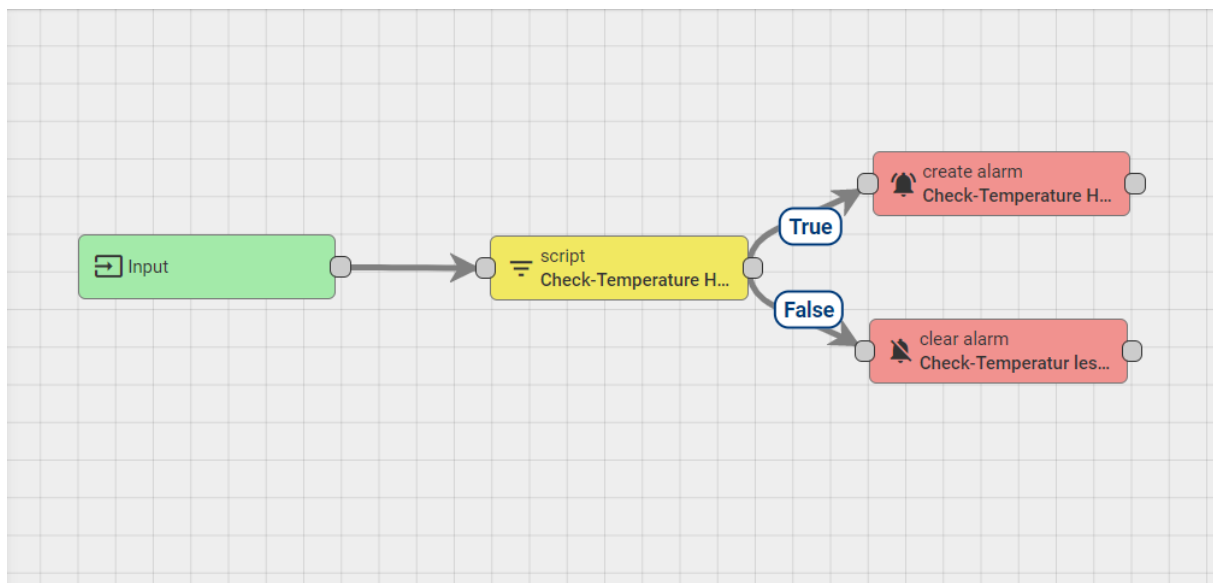 Input
script
Check-Temperature H...
True
False
create alarm
Check-Temperature H...
clear alarm
Check-Temperatur les...